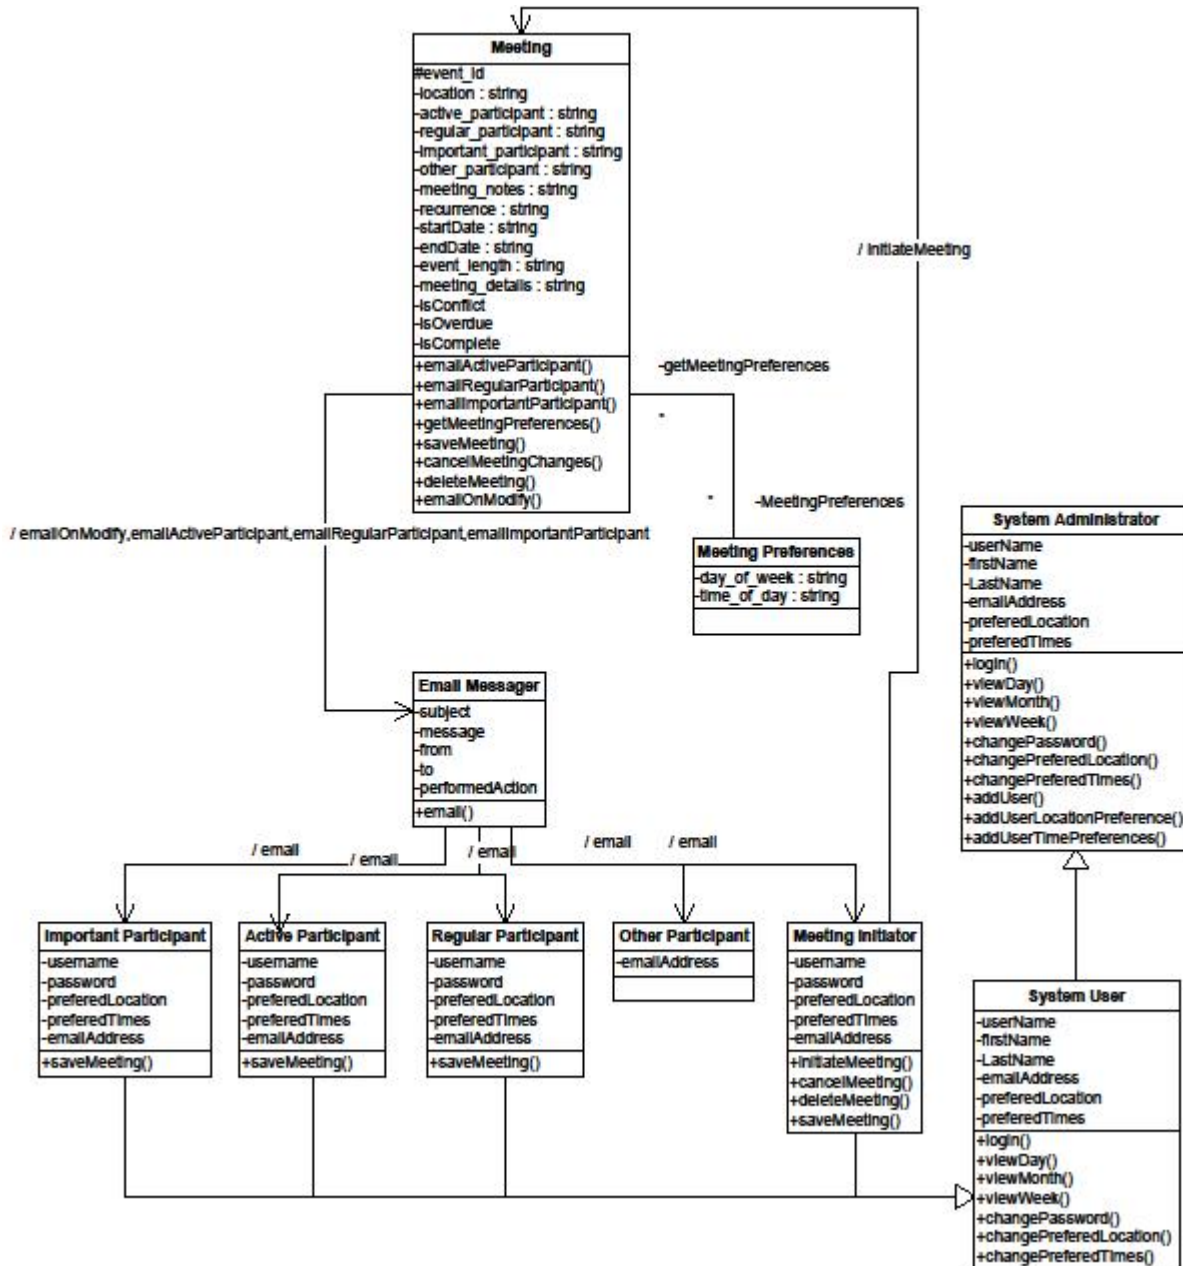 Meeting
#event_id
-location : string
-active_participant : string
-regular_participant : string
-important_participant : string
-other_participant : string
-meeting_notes : string
-recurrence : string
-startDate : string
-endDate : string
-event_length : string
-meeting_details : string
-isConflict
-isOverdue
-isComplete
+emailActiveParticipant()
+emailRegularParticipant()
+emailImportantParticipant()
+getMeetingPreferences()
+saveMeeting()
+cancelMeetingChanges()
+deleteMeeting()
+emailOnModify()
/ initiateMeeting
-getMeetingPreferences
*
*
-MeetingPreferences
/ emailOnModify,emailActiveParticipant,emailRegularParticipant,emailImportantParticipant
Meeting Preferences
-day_of_week : string
-time_of_day : string
System Administrator
-userName
-firstName
-LastName
-emailAddress
-preferedLocation
-preferedTimes
+login()
+viewDay()
+viewMonth()
+viewWeek()
+changePassword()
+changePreferedLocation()
+changePreferedTimes()
+addUser()
+addUserLocationPreference()
+addUserTimePreferences()
Email Messager
-subject
-message
-from
-to
-performedAction
+email()
/ email
/ email
/ email
/ email
/ email
Important Participant
-username
-password
-preferedLocation
-preferedTimes
-emailAddress
+saveMeeting()
Active Participant
-username
-password
-preferedLocation
-preferedTimes
-emailAddress
+saveMeeting()
Regular Participant
-username
-password
-preferedLocation
-preferedTimes
-emailAddress
+saveMeeting()
Other Participant
-emailAddress
Meeting Initiator
-username
-password
-preferedLocation
-preferedTimes
-emailAddress
+initiateMeeting()
+cancelMeeting()
+deleteMeeting()
+saveMeeting()
System User
-userName
-firstName
-LastName
-emailAddress
-preferedLocation
-preferedTimes
+login()
+viewDay()
+viewMonth()
+viewWeek()
+changePassword()
+changePreferedLocation()
+changePreferedTimes()